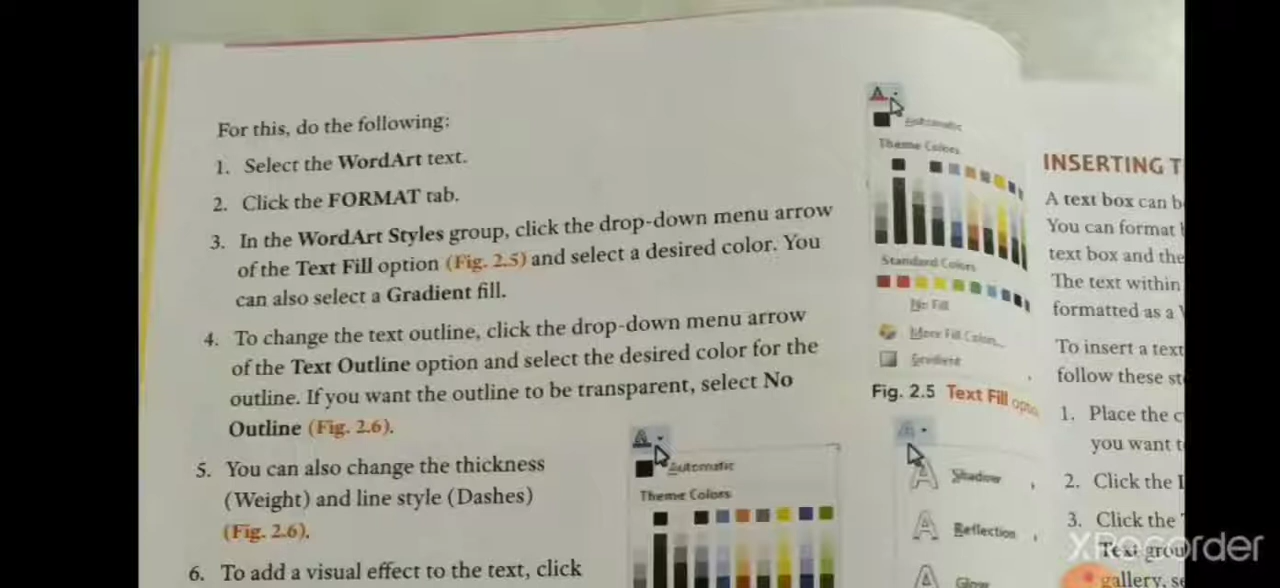 For this, do the following:
1. Select the WordArt text.
2. Click the FORMAT tab.
3. In the WordArt Styles group, click the drop-down menu arrow
of the Text Fill option (Fig. 2.5) and select a desired color. You
can also select a Gradient fill.
4. To change the text outline, click the drop-down menu arrow
of the Text Outline option and select the desired color for the
outline. If you want the outline to be transparent, select No
Outline (Fig. 2.6).
5. You can also change the thickness
(Weight) and line style (Dashes)
(Fig. 2.6).
6. To add a visual effect to the text, click
Automatic
Theme Colors
Standard Colors
No Fill
More Fill Colors...
Gradient
Fig. 2.5 Text Fill
Automatic
Theme Colors
Shadow
Reflection
Glow
INSERTING T
A text box can b
You can format
text box and the
The text within
formatted as a
To insert a text
follow these st
1. Place the c
you want t
2. Click the I
3. Click the
Text grou
gallery, s
XRecorder